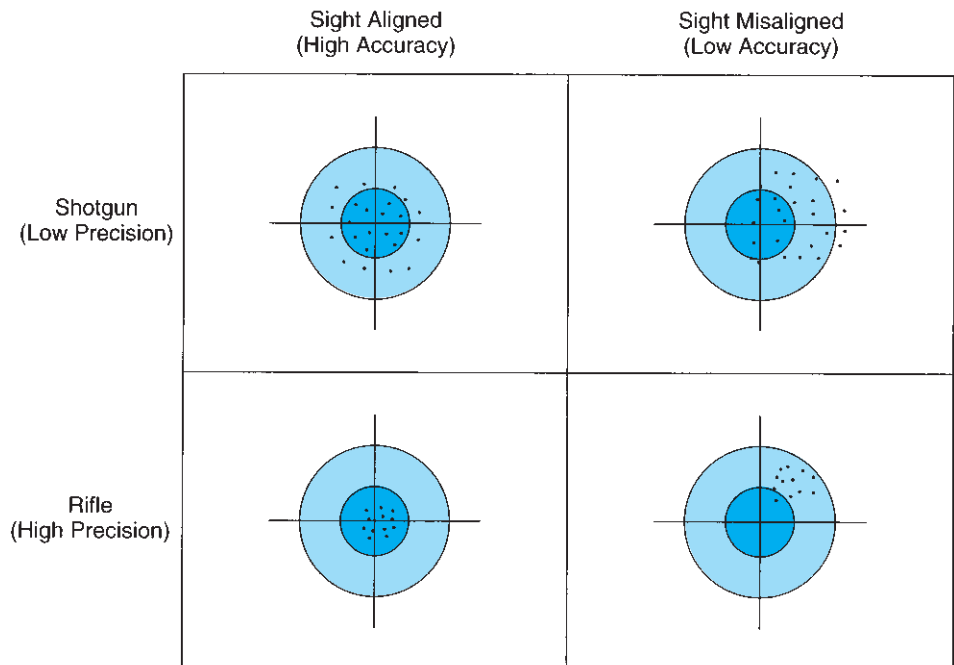 Sight Aligned
(High Accuracy)
Sight Misaligned
(Low Accuracy)
Shotgun
(Low Precision)
Rifle
(High Precision)